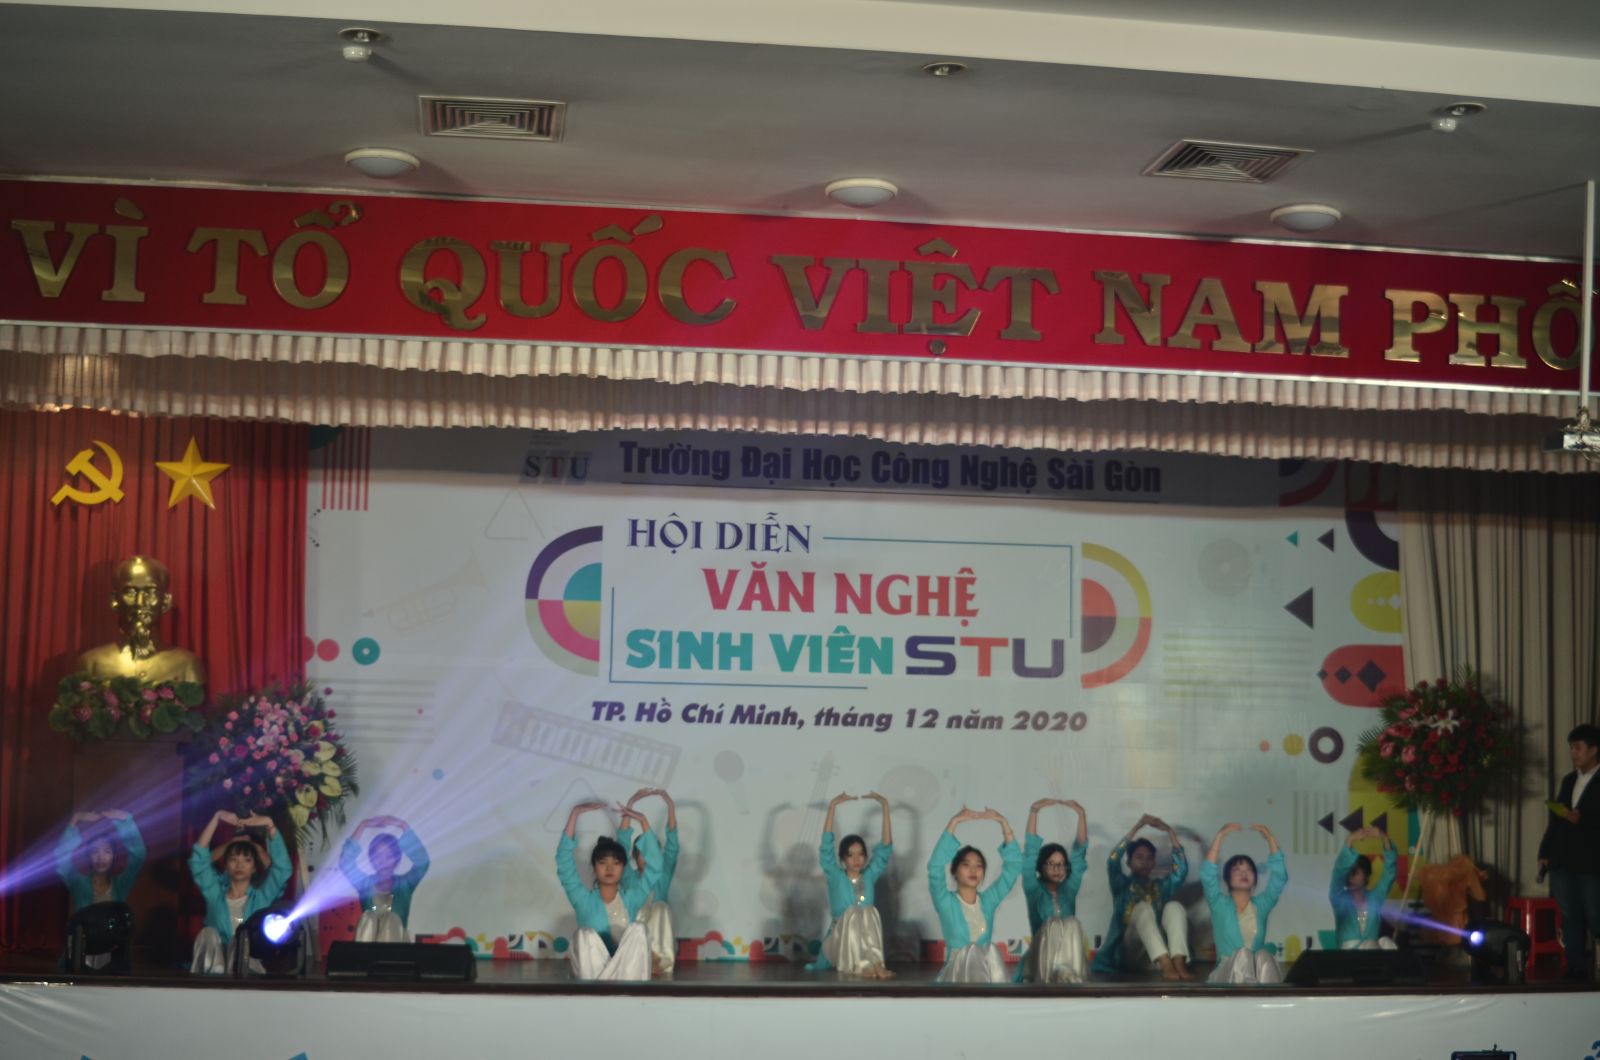 VÌ TỔ QUỐC VIỆT NAM PHỒ
STU Trường Đại Học Công Nghệ Sài Gòn
HỘI DIỄN
VĂN NGHỆ
SINH VIÊN STU
TP. Hồ Chí Minh, tháng 12 năm 2020